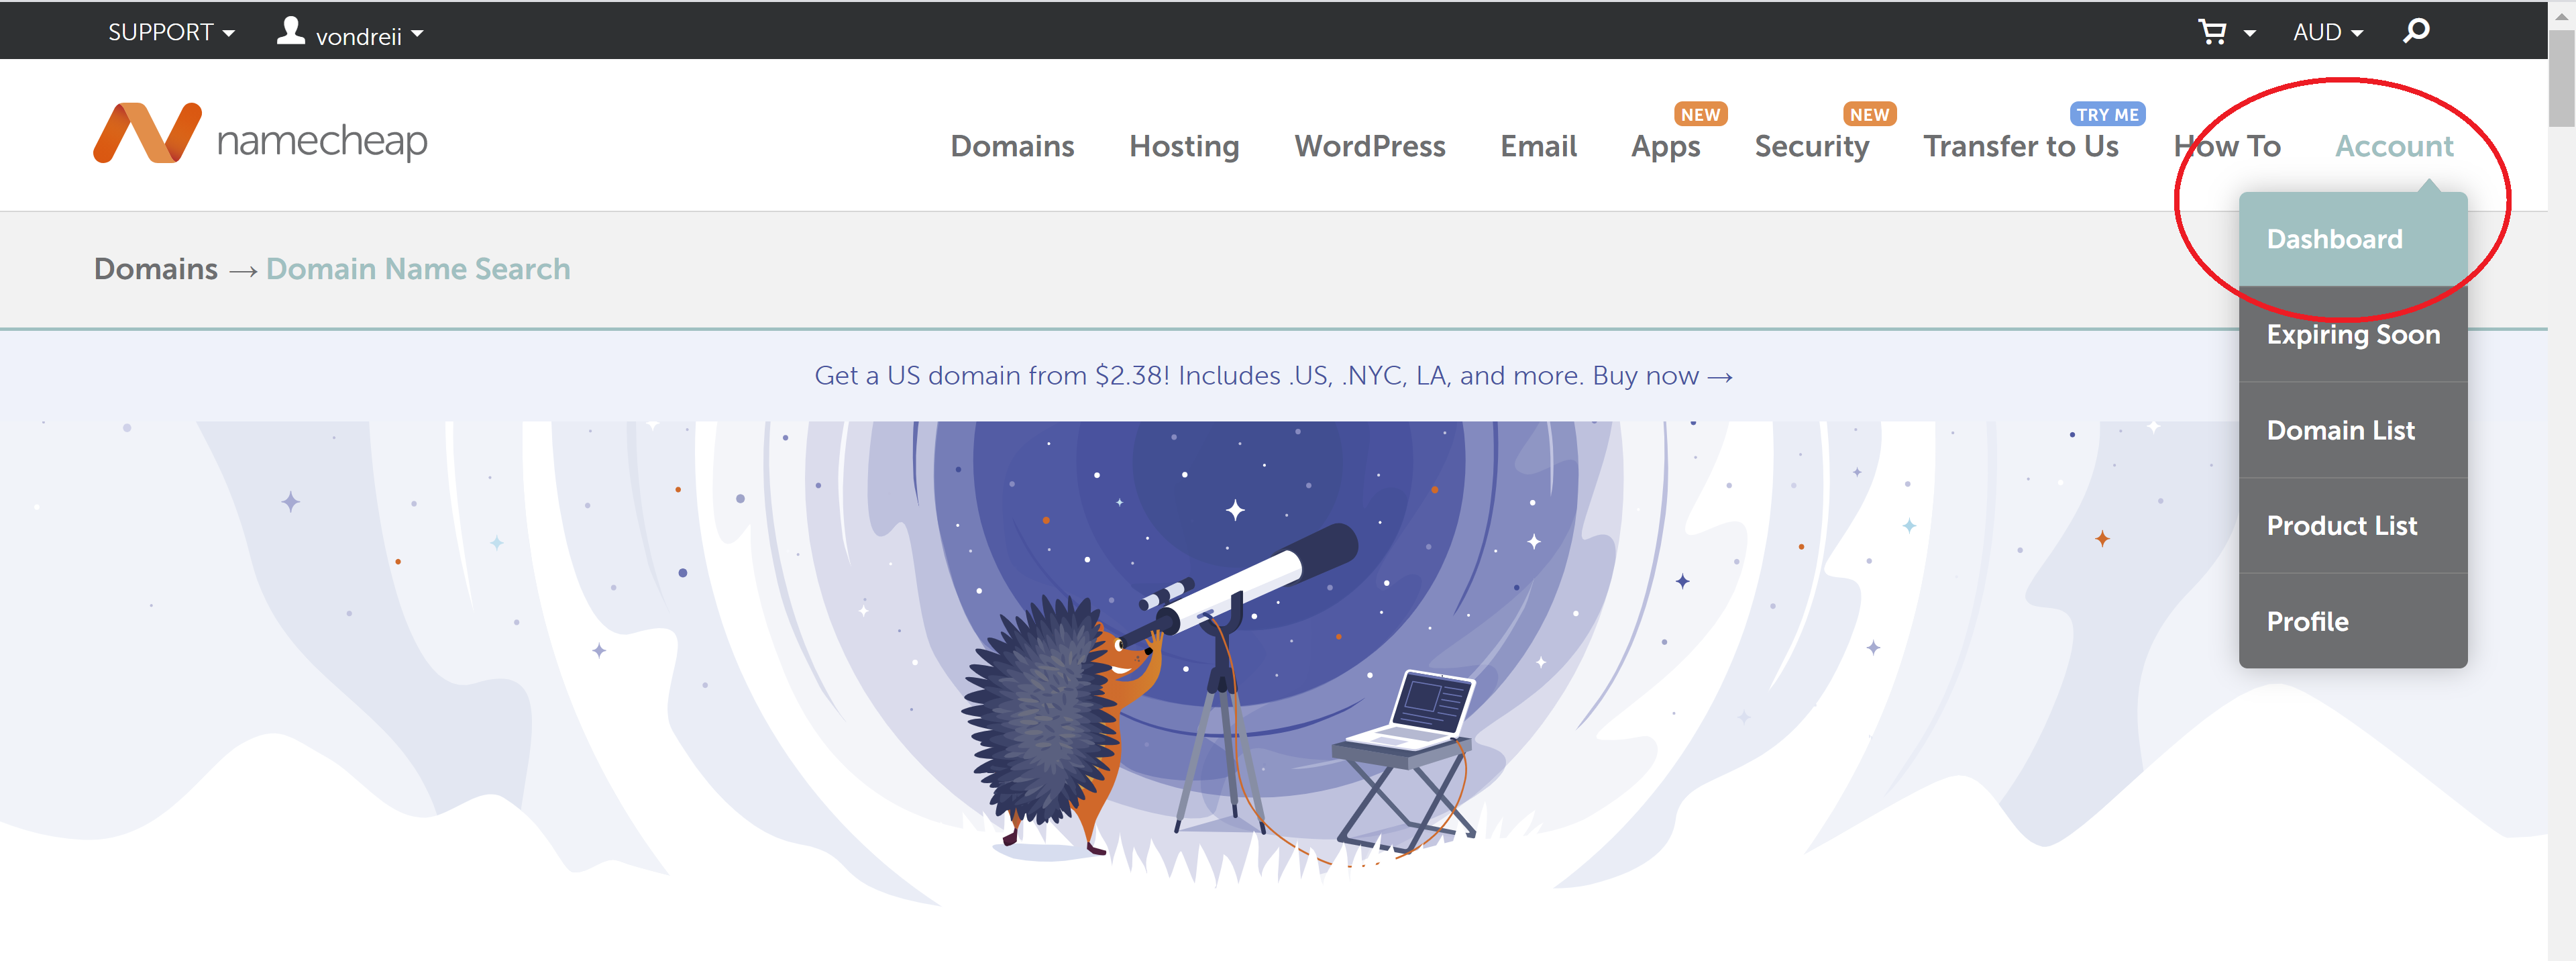 SUPPORT
vondreii
AUD
namecheap
NEW
NEW
TRY ME
Domains
Hosting
WordPress
Email
Apps
Security
Transfer to Us
How To
Account
Domains → Domain Name Search
Dashboard
Expiring Soon
Domain List
Product List
Profile
Get a US domain from $2.38! Includes .US, .NYC, LA, and more. Buy now →